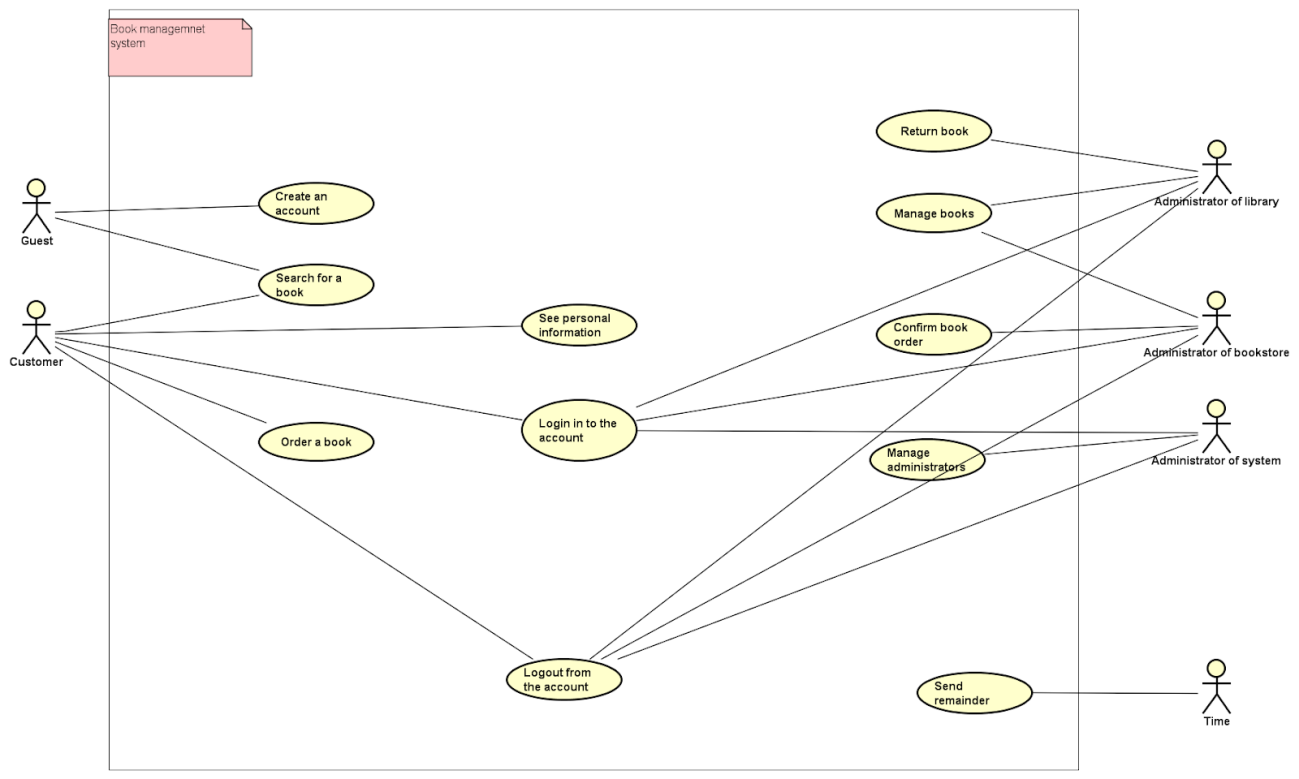 Book managemnet
system
Return book
Administrator of library
Create an
account
Manage books
Guest
Search for a
book
See personal
information
Confirm book
order
Administrator of bookstore
Customer
Login in to the
account
Order a book
Manage
administrators
Administrator of system
Logout from
the account
Send
remainder
Time